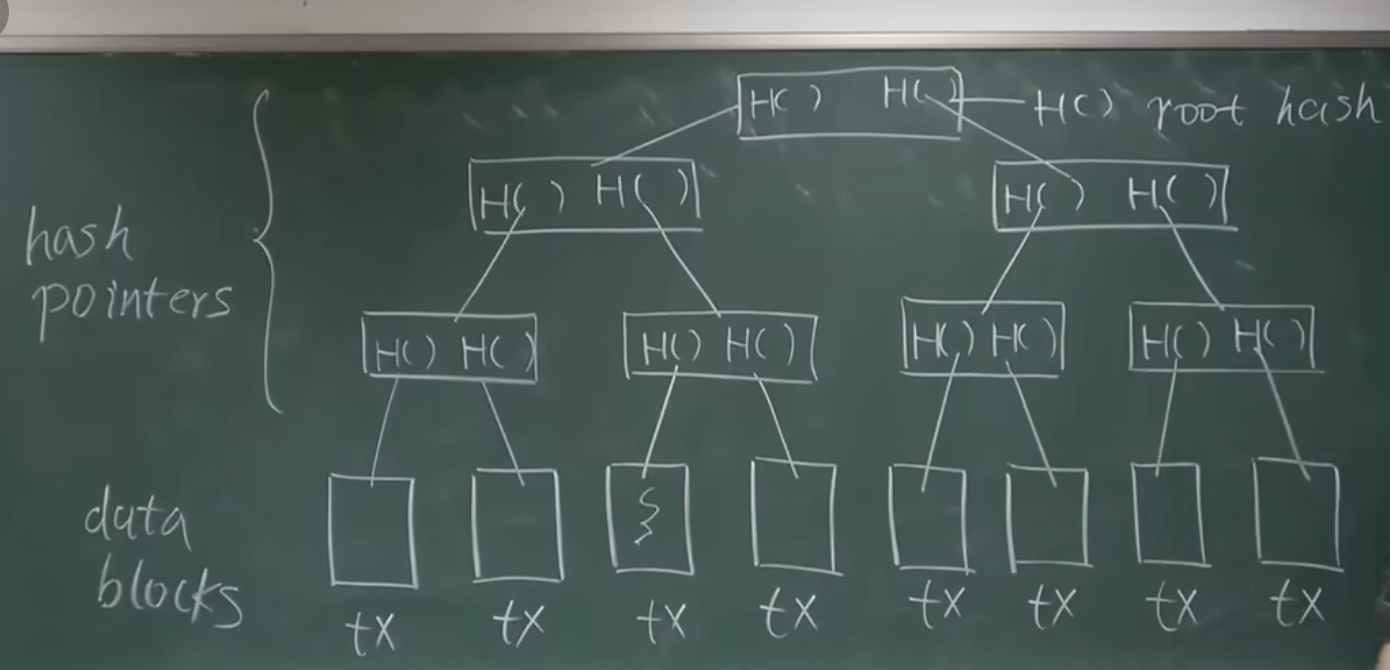 H( ) H( ) H( ) root hash
H( ) H( ) H( ) H( )
hash
pointers
H( ) H( ) H( ) H( ) H( ) H( ) H( ) H( )
data
blocks
tx tx tx tx tx tx tx tx